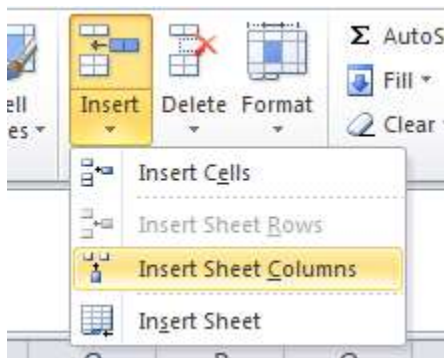 Σ AutoS
Fill
Clear
ell
es
Insert
Delete
Format
Insert Cells
Insert Sheet Rows
Insert Sheet Columns
Insert Sheet